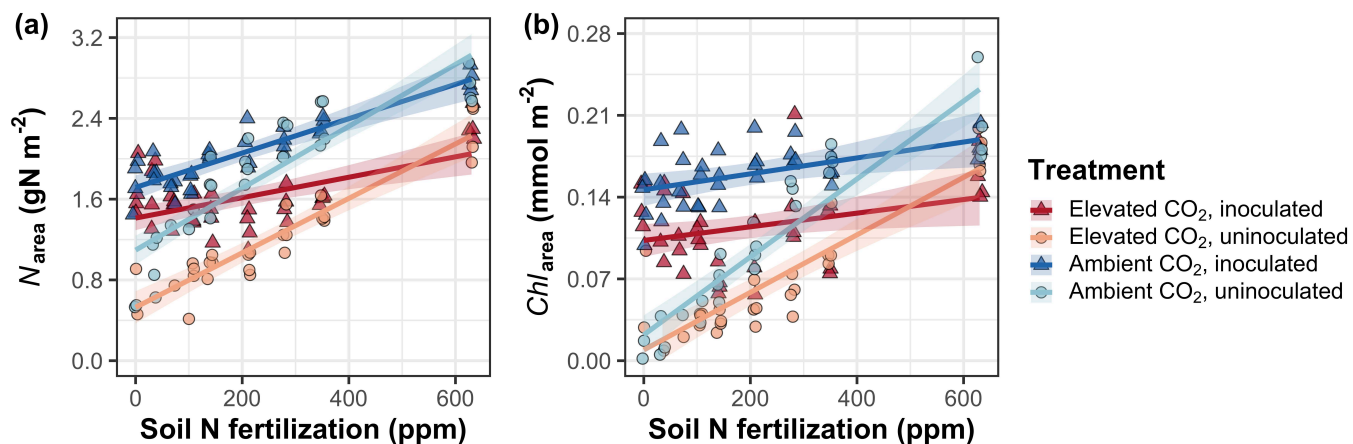 (a)
N_area (gN m⁻²)
3.2
2.4
1.6
0.8
0.0
0
200
400
600
Soil N fertilization (ppm)
(b)
Chl_area (mmol m⁻²)
0.28
0.21
0.14
0.07
0.00
0
200
400
600
Soil N fertilization (ppm)
Treatment
Elevated CO₂, inoculated
Elevated CO₂, uninoculated
Ambient CO₂, inoculated
Ambient CO₂, uninoculated